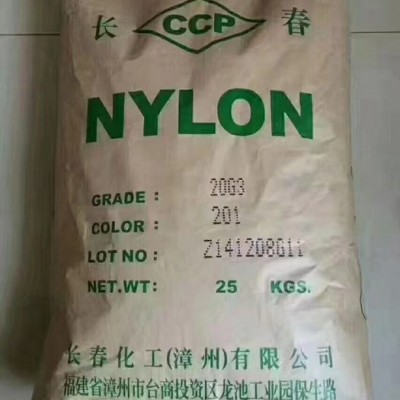 长 CCP 春
NYLON
GRADE : 20G3
COLOR : 201
LOT NO : Z141208G11
NET.WT: 25 KGS.
长春化工(漳州)有限公司
福建省漳州市台商投资区龙池工业园保生路